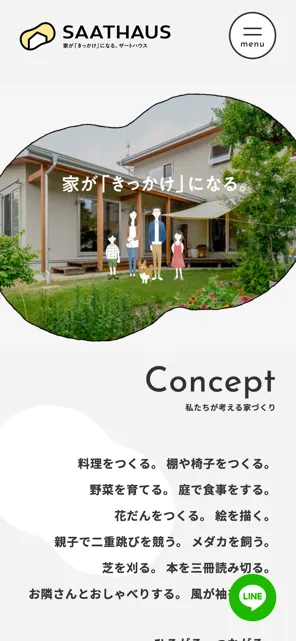 SAATHAUS
家が「きっかけ」になる。ザートハウス
menu
家が「きっかけ」になる。
Concept
私たちが考える家づくり
料理をつくる。 棚や椅子をつくる。
野菜を育てる。 庭で食事をする。
花だんをつくる。 絵を描く。
親子で二重跳びを競う。 メダカを飼う。
芝を刈る。 本を三冊読み切る。
お隣さんとおしゃべりする。 風が袖
LINE